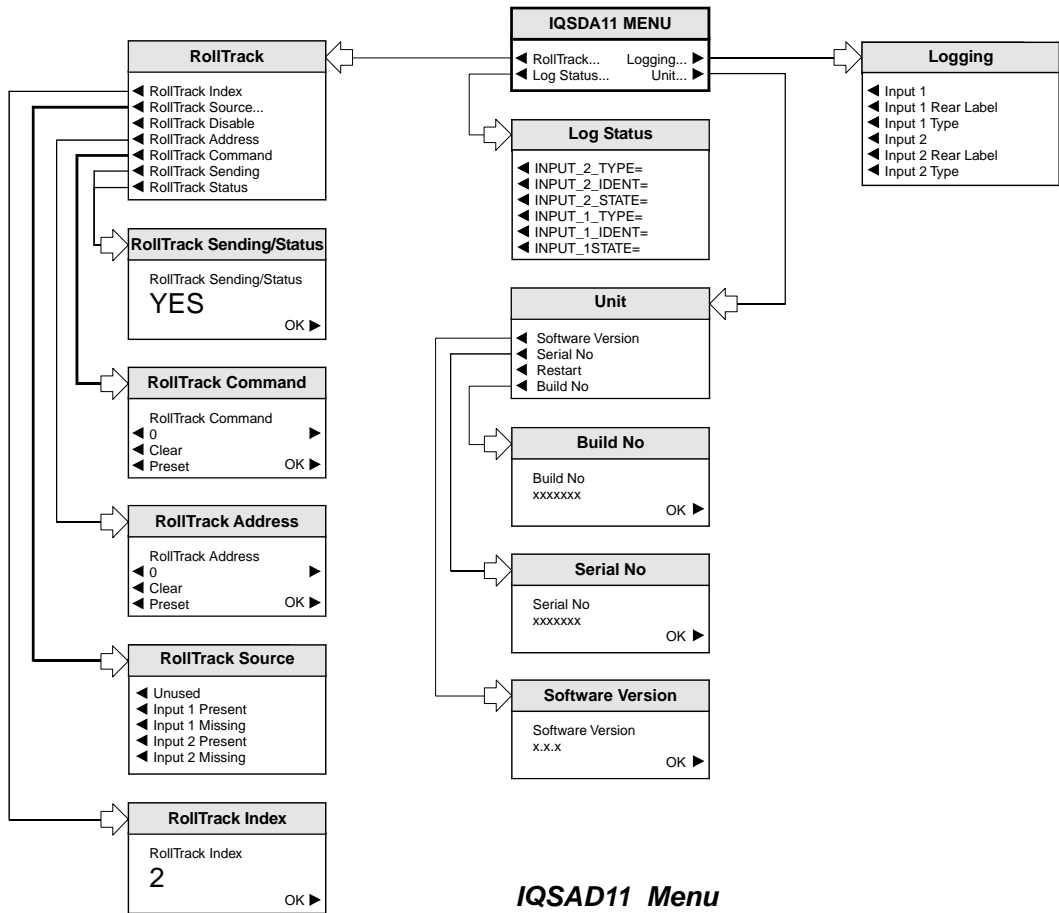 IQSDA11 MENU
RollTrack... Logging...
Log Status... Unit...
RollTrack
RollTrack Index
RollTrack Source...
RollTrack Disable
RollTrack Address
RollTrack Command
RollTrack Sending
RollTrack Status
Logging
Input 1
Input 1 Rear Label
Input 1 Type
Input 2
Input 2 Rear Label
Input 2 Type
Log Status
INPUT_2_TYPE=
INPUT_2_IDENT=
INPUT_2_STATE=
INPUT_1_TYPE=
INPUT_1_IDENT=
INPUT_1STATE=
RollTrack Sending/Status
RollTrack Sending/Status
YES
OK
Unit
Software Version
Serial No
Restart
Build No
RollTrack Command
RollTrack Command
0
Clear
Preset OK
Build No
Build No
xxxxxxx
OK
RollTrack Address
RollTrack Address
0
Clear
Preset OK
Serial No
Serial No
xxxxxxx
OK
RollTrack Source
Unused
Input 1 Present
Input 1 Missing
Input 2 Present
Input 2 Missing
Software Version
Software Version
x.x.x
OK
RollTrack Index
RollTrack Index
2
OK
IQSAD11 Menu